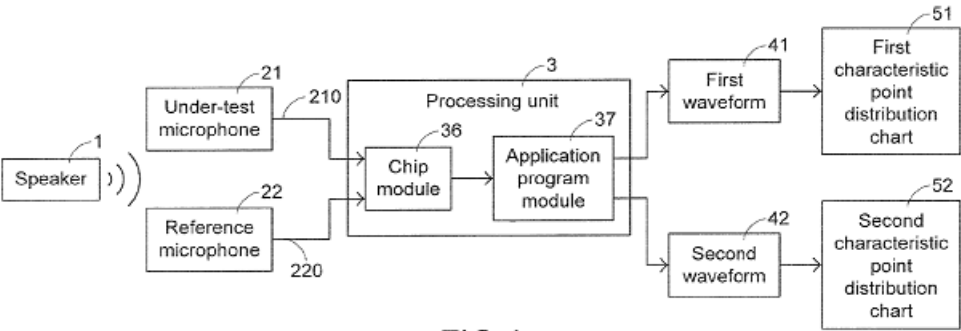 1
Speaker
21
Under-test
microphone
210
22
Reference
microphone
220
3
Processing unit
36
Chip
module
37
Application
program
module
41
First
waveform
42
Second
waveform
51
First
characteristic
point
distribution
chart
52
Second
characteristic
point
distribution
chart